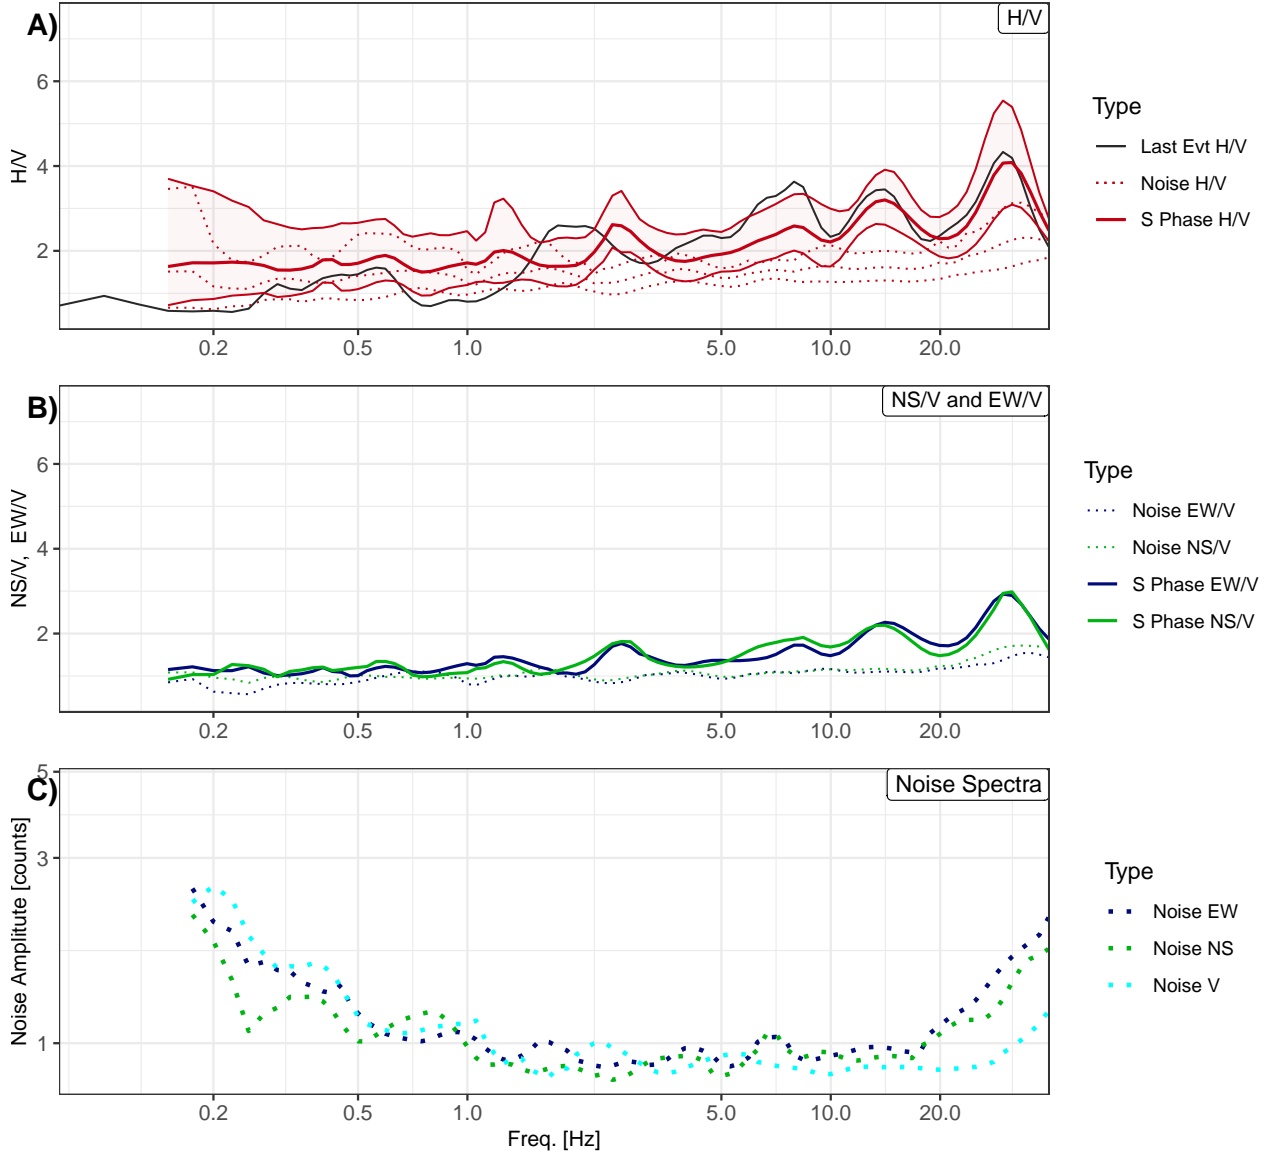 A)
H/V
6
4
2
H/V
0.2 0.5 1.0 5.0 10.0 20.0
Type
Last Evt H/V
Noise H/V
S Phase H/V
B)
NS/V and EW/V
6
4
2
NS/V, EW/V
0.2 0.5 1.0 5.0 10.0 20.0
Type
Noise EW/V
Noise NS/V
S Phase EW/V
S Phase NS/V
C)
Noise Spectra
5
3
1
Noise Amplitute [counts]
0.2 0.5 1.0 5.0 10.0 20.0
Freq. [Hz]
Type
Noise EW
Noise NS
Noise V